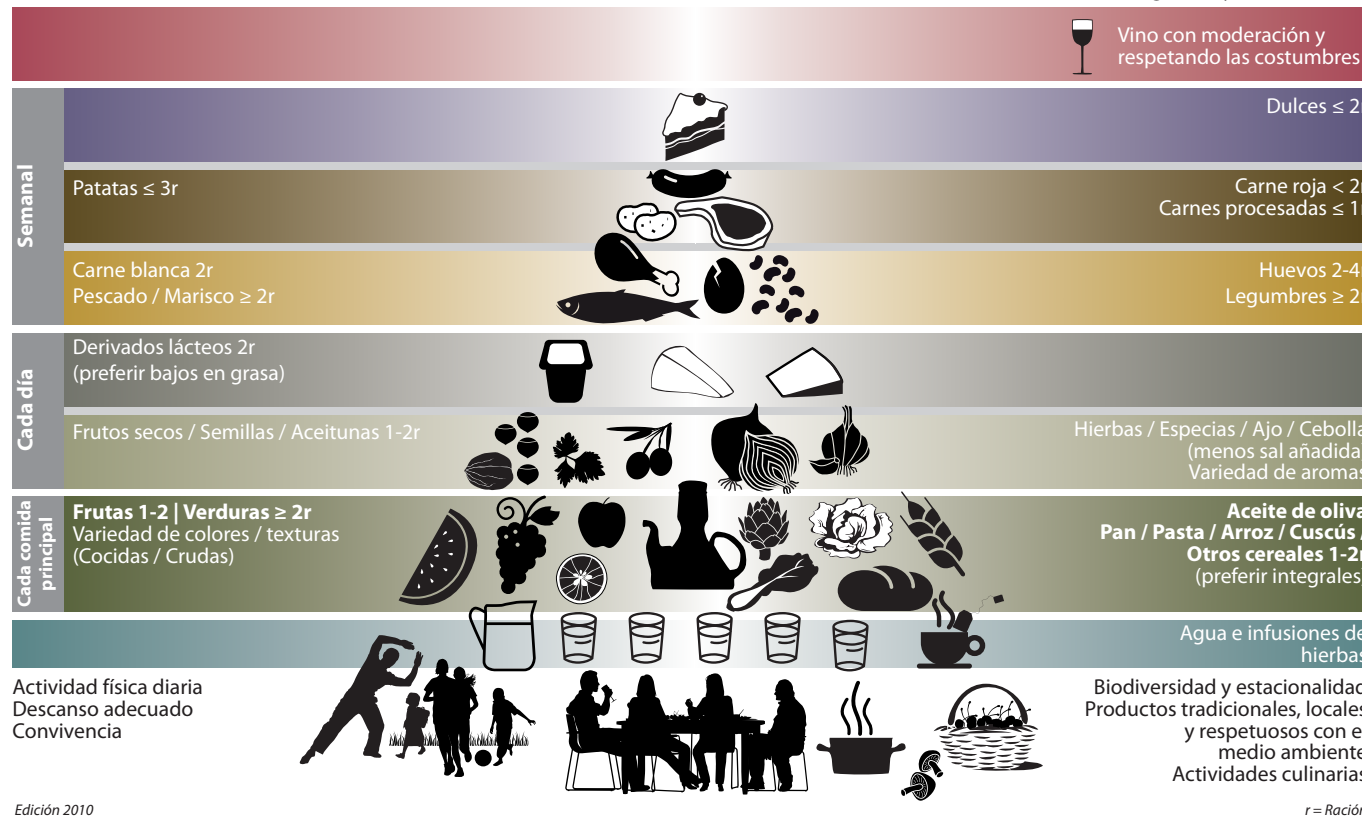 Vino con moderación y
respetando las costumbres
Semanal
Dulces ≤ 2
Patatas ≤ 3r
Carne roja < 2r
Carnes procesadas ≤ 1r
Carne blanca 2r
Pescado / Marisco ≥ 2r
Huevos 2-4
Legumbres ≥ 2
Cada día
Derivados lácteos 2r
(preferir bajos en grasa)
Frutos secos / Semillas / Aceitunas 1-2r
Hierbas / Especias / Ajo / Cebolla
(menos sal añadida)
Variedad de aromas
Cada comida
principal
Frutas 1-2 | Verduras ≥ 2r
Variedad de colores / texturas
(Cocidas / Crudas)
Aceite de oliva
Pan / Pasta / Arroz / Cuscús /
Otros cereales 1-2r
(preferir integrales)
Agua e infusiones de
hierbas
Actividad física diaria
Descanso adecuado
Convivencia
Biodiversidad y estacionalidad
Productos tradicionales, locales
y respetuosos con el
medio ambiente
Actividades culinarias
Edición 2010
r = Ración